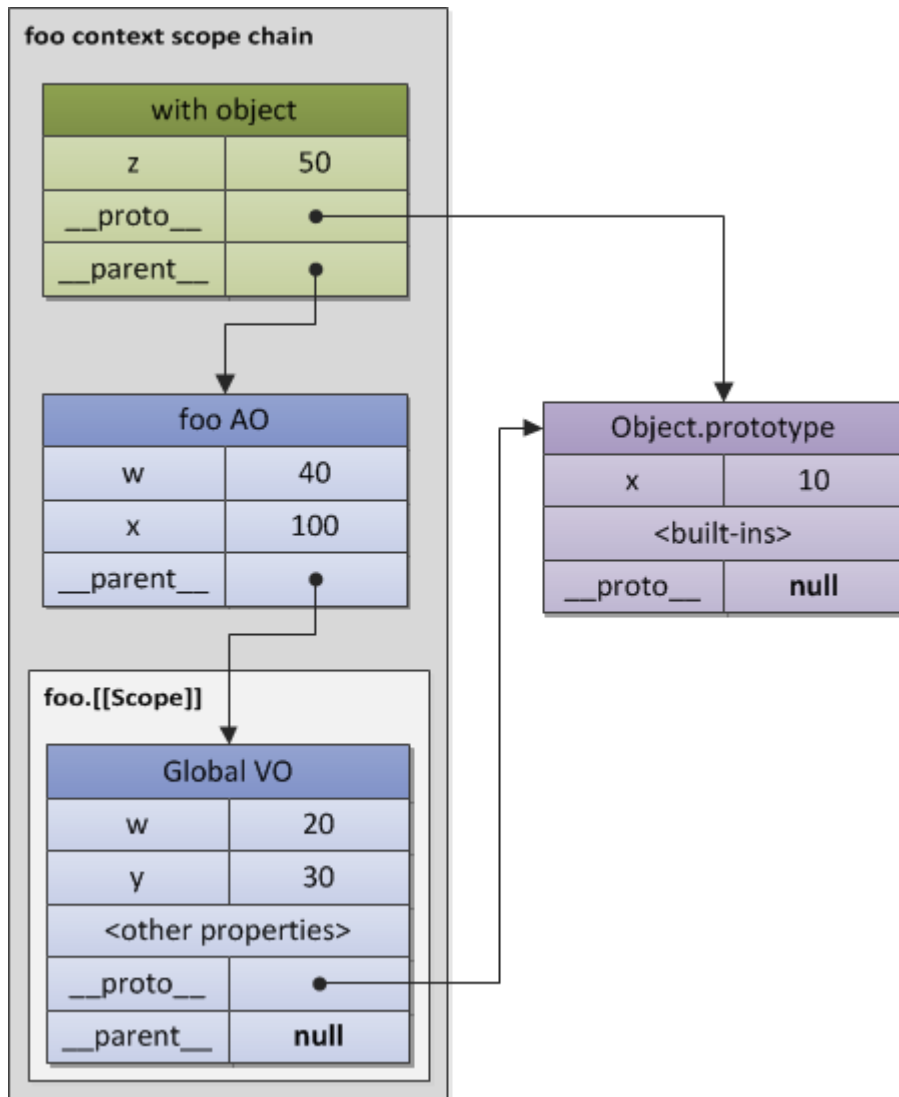 foo context scope chain
with object
z 50
__proto__
__parent__
foo AO
w 40
x 100
__parent__
Object.prototype
x 10
<built-ins>
__proto__ null
foo.[[Scope]]
Global VO
w 20
y 30
<other properties>
__proto__
__parent__ null